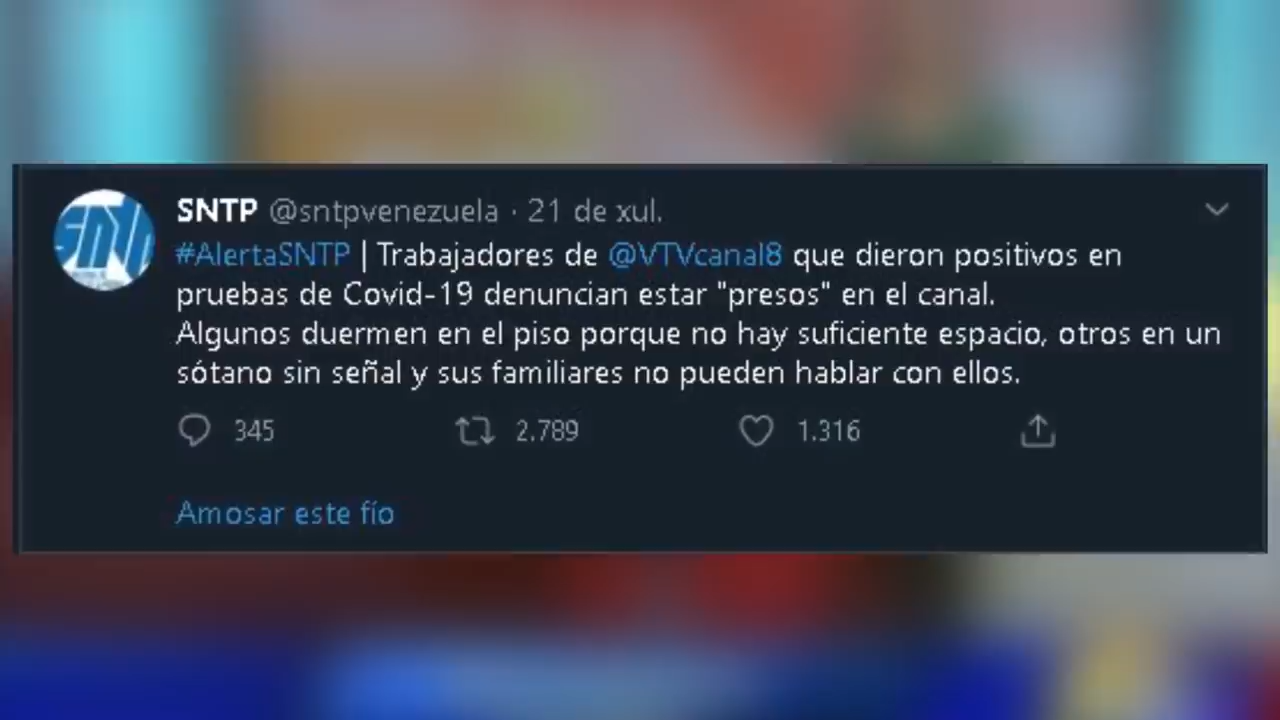 SNTP @sntpvenezuela · 21 de xul.
#AlertaSNTP | Trabajadores de @VTVcanal8 que dieron positivos en
pruebas de Covid-19 denuncian estar "presos" en el canal.
Algunos duermen en el piso porque no hay suficiente espacio, otros en un
sótano sin señal y sus familiares no pueden hablar con ellos.
345 2.789 1.316
Amosar este fío